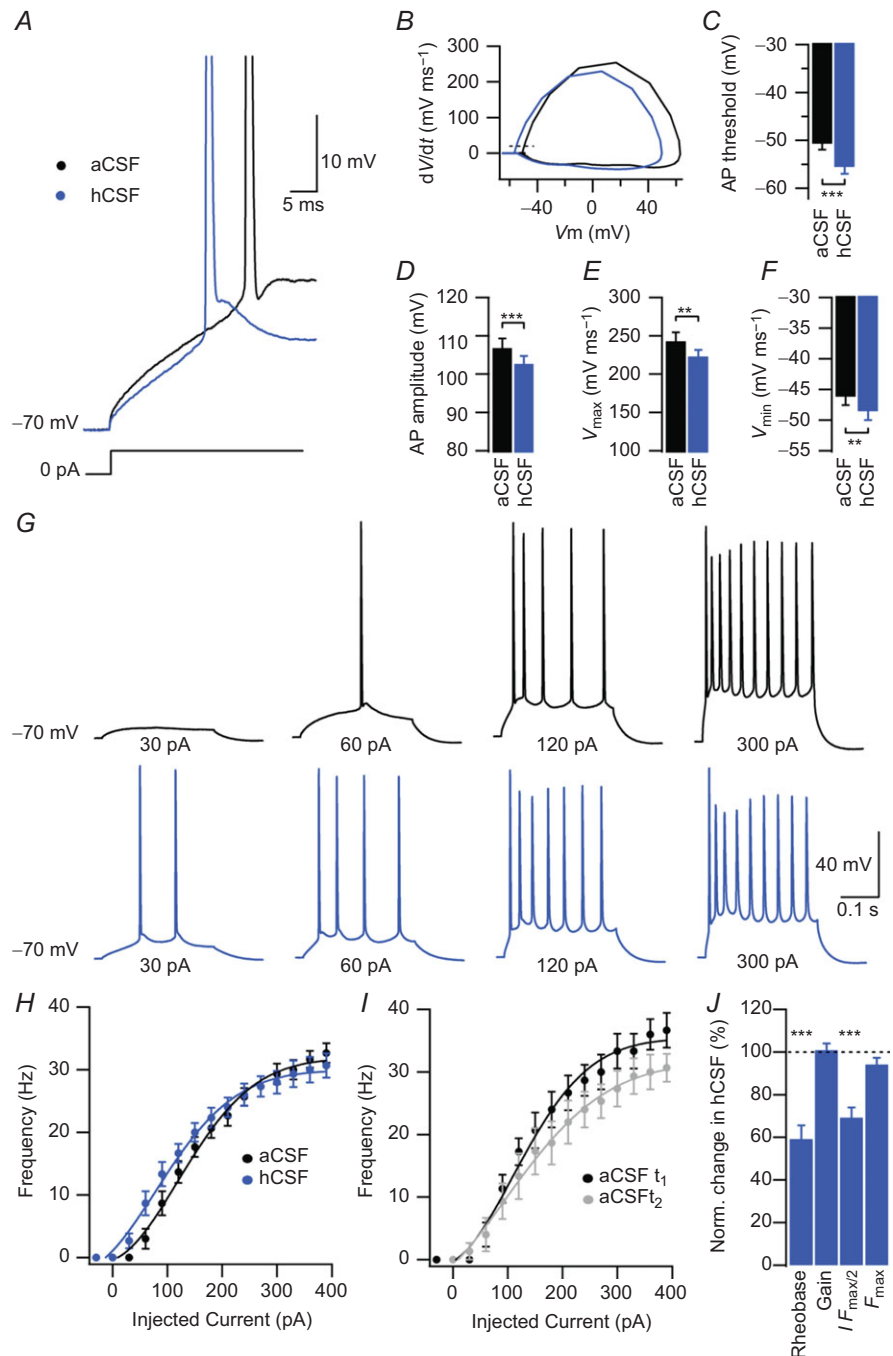 A
aCSF
hCSF
10 mV
5 ms
−70 mV
0 pA
B
dV/dt (mV ms−1)
300
200
100
0
−40
0
40
Vm (mV)
C
AP threshold (mV)
−30
−40
−50
−60
***
aCSF
hCSF
D
AP amplitude (mV)
120
110
100
90
80
***
aCSF
hCSF
E
Vmax (mV ms−1)
300
250
200
150
100
**
aCSF
hCSF
F
Vmin (mV ms−1)
−30
−35
−40
−45
−50
−55
**
aCSF
hCSF
G
−70 mV
30 pA
60 pA
120 pA
300 pA
40 mV
0.1 s
−70 mV
30 pA
60 pA
120 pA
300 pA
H
Frequency (Hz)
40
30
20
10
0
aCSF
hCSF
0
100
200
300
400
Injected Current (pA)
I
Frequency (Hz)
40
30
20
10
0
aCSF t1
aCSFt2
0
100
200
300
400
Injected Current (pA)
J
Norm. change in hCSF (%)
120
100
80
60
40
20
0
***
***
Rheobase
Gain
I Fmax/2
Fmax